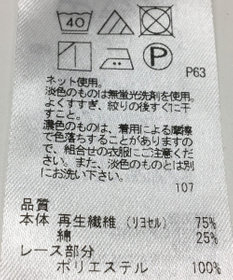 40
P
P63
ネット使用。
淡色のものは無蛍光洗剤を使用。
よくすすぎ、絞りの後すぐに干
すこと。
濃色のものは、着用による摩擦
で色落ちすることがありますの
で、組合せの衣服にご注意くだ
さい。また、淡色のものとは別
にお洗い下さい。
107
品質
本体 再生繊維（リヨセル） 75%
綿 25%
レース部分
ポリエステル 100%